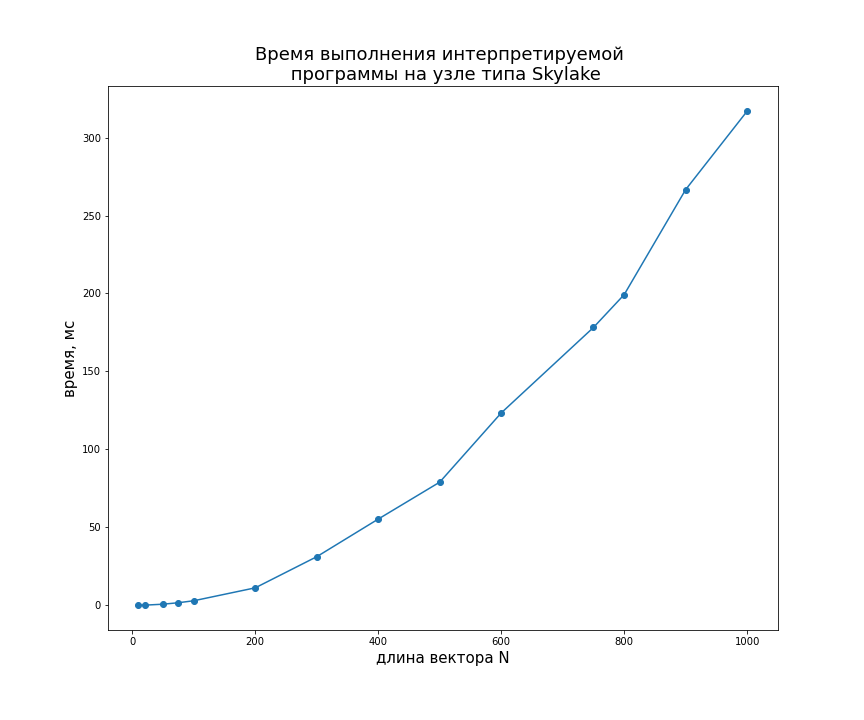 Время выполнения интерпретируемой
программы на узле типа Skylake
300
250
200
150
100
50
0
время, мс
0 200 400 600 800 1000
длина вектора N